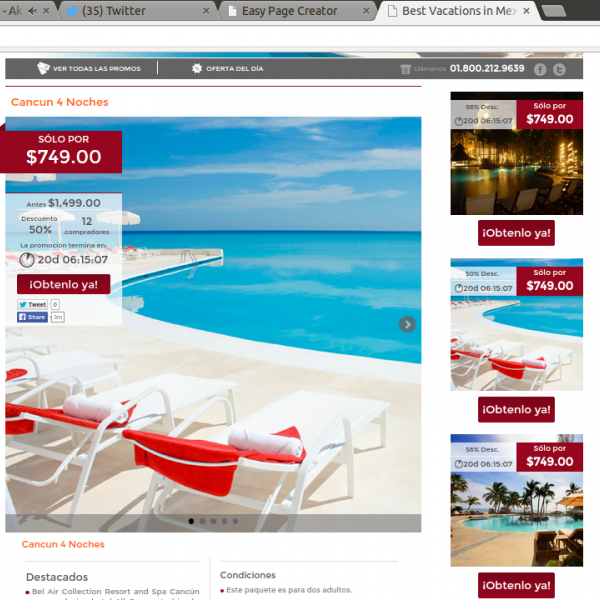 - Ak
(35) Twitter
Easy Page Creator
Best Vacations in Mex
VER TODAS LAS PROMOS
OFERTA DEL DÍA
Llámanos 01.800.212.9639
Cancun 4 Noches
SÓLO POR
$749.00
Antes $1,499.00
Descuento
50%
12
compradores
La promoción termina en:
20d 06:15:07
¡Obtenlo ya!
Tweet 0
Share 3m
Cancun 4 Noches
Destacados
Bel Air Collection Resort and Spa Cancún
Condiciones
Este paquete es para dos adultos.
58% Desc.
20d 06:15:07
Sólo por
$749.00
¡Obtenlo ya!
50% Desc.
20d 06:15:07
Sólo por
$749.00
¡Obtenlo ya!
56% Desc.
20d 06:15:07
Sólo por
$749.00
¡Obtenlo ya!